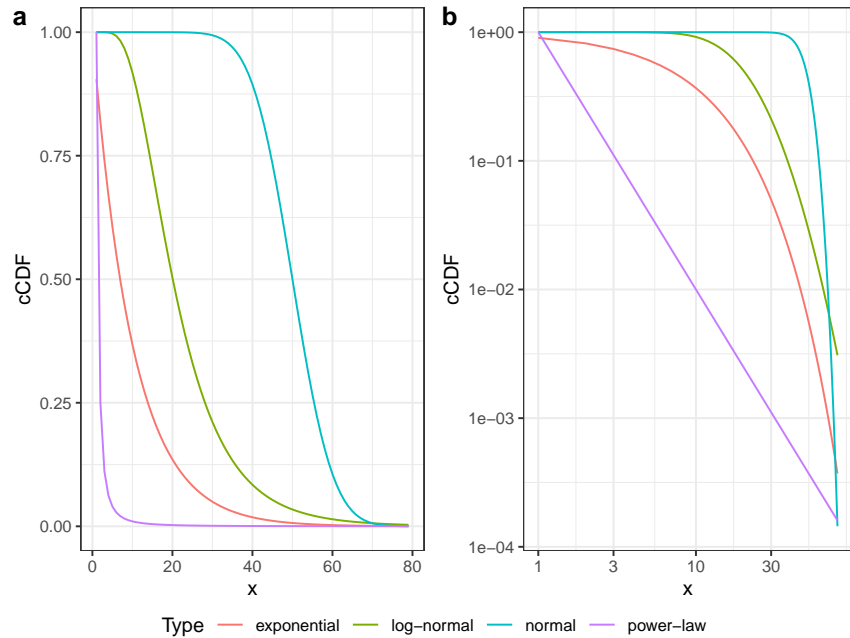 a
b
1.00
0.75
0.50
0.25
0.00
cCDF
0 20 40 60 80
x
1e+00
1e−01
1e−02
1e−03
1e−04
cCDF
1 3 10 30
x
Type exponential log−normal normal power−law